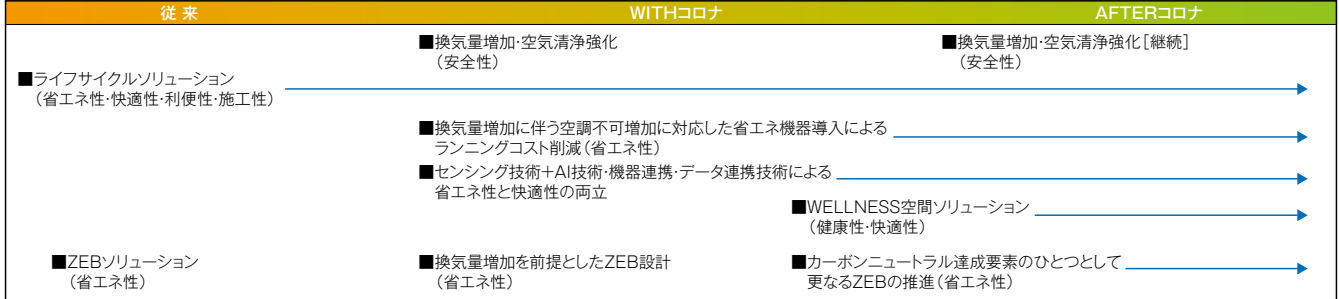 従来 WITHコロナ AFTERコロナ
■換気量増加・空気清浄強化
（安全性）
■換気量増加・空気清浄強化［継続］
（安全性）
■ライフサイクルソリューション
（省エネ性・快適性・利便性・施工性）
■換気量増加に伴う空調不可増加に対応した省エネ機器導入による
ランニングコスト削減（省エネ性）
■センシング技術＋AI技術・機器連携・データ連携技術による
省エネ性と快適性の両立
■WELLNESS空間ソリューション
（健康性・快適性）
■ZEBソリューション
（省エネ性）
■換気量増加を前提としたZEB設計
（省エネ性）
■カーボンニュートラル達成要素のひとつとして
更なるZEBの推進（省エネ性）